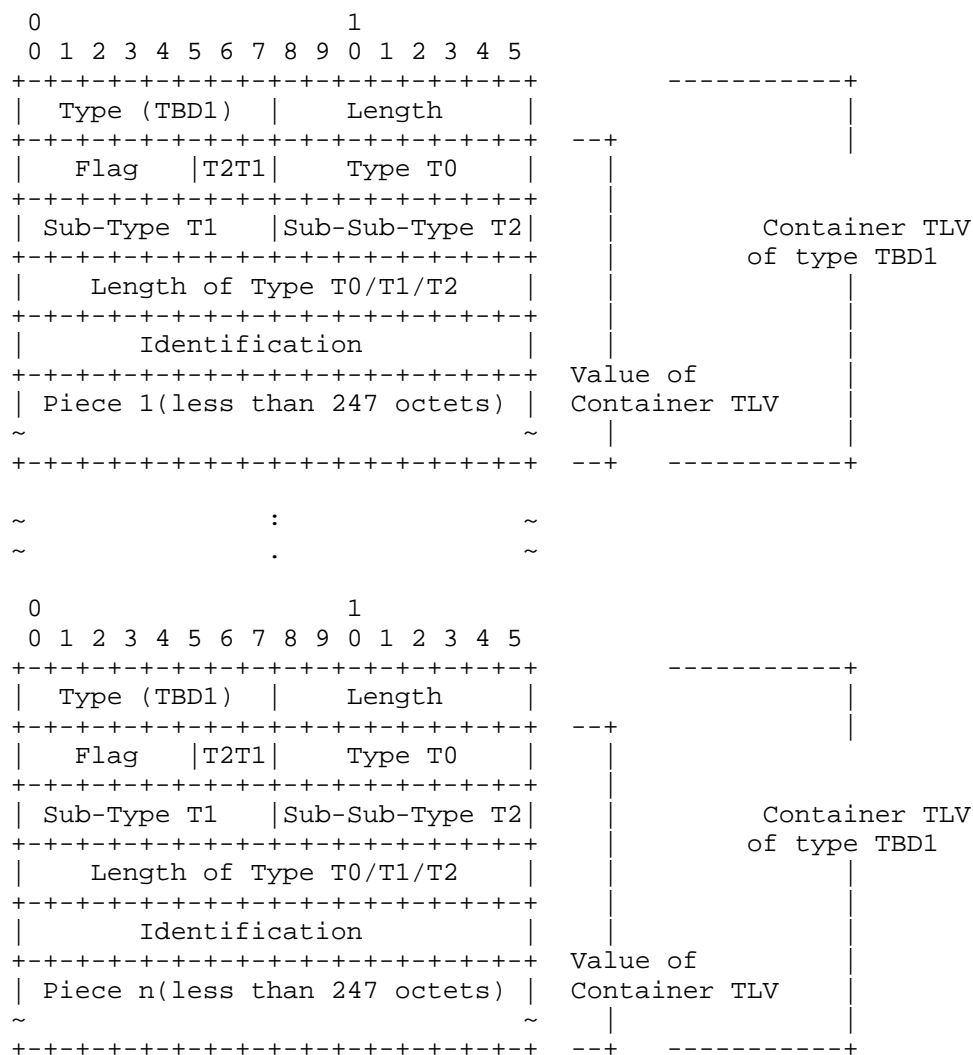 0                   1
 0 1 2 3 4 5 6 7 8 9 0 1 2 3 4 5
+-+-+-+-+-+-+-+-+-+-+-+-+-+-+-+-+        -----------+
|  Type (TBD1)  |    Length     |                   |
+-+-+-+-+-+-+-+-+-+-+-+-+-+-+-+-+  --+              |
|   Flag    |T2T1|    Type T0    |    |
+-+-+-+-+-+-+-+-+-+-+-+-+-+-+-+-+    |
| Sub-Type T1   |Sub-Sub-Type T2|    |         Container TLV
+-+-+-+-+-+-+-+-+-+-+-+-+-+-+-+-+    |        of type TBD1
|    Length of Type T0/T1/T2    |    |              |
+-+-+-+-+-+-+-+-+-+-+-+-+-+-+-+-+    |              |
|       Identification          |    |              |
+-+-+-+-+-+-+-+-+-+-+-+-+-+-+-+-+  Value of         |
| Piece 1(less than 247 octets) |  Container TLV    |
~                               ~    |              |
+-+-+-+-+-+-+-+-+-+-+-+-+-+-+-+-+  --+   -----------+
~               :               ~
~               .               ~
 0                   1
 0 1 2 3 4 5 6 7 8 9 0 1 2 3 4 5
+-+-+-+-+-+-+-+-+-+-+-+-+-+-+-+-+        -----------+
|  Type (TBD1)  |    Length     |                   |
+-+-+-+-+-+-+-+-+-+-+-+-+-+-+-+-+  --+              |
|   Flag    |T2T1|    Type T0    |    |
+-+-+-+-+-+-+-+-+-+-+-+-+-+-+-+-+    |
| Sub-Type T1   |Sub-Sub-Type T2|    |         Container TLV
+-+-+-+-+-+-+-+-+-+-+-+-+-+-+-+-+    |        of type TBD1
|    Length of Type T0/T1/T2    |    |              |
+-+-+-+-+-+-+-+-+-+-+-+-+-+-+-+-+    |              |
|       Identification          |    |              |
+-+-+-+-+-+-+-+-+-+-+-+-+-+-+-+-+  Value of         |
| Piece n(less than 247 octets) |  Container TLV    |
~                               ~    |              |
+-+-+-+-+-+-+-+-+-+-+-+-+-+-+-+-+  --+   -----------+